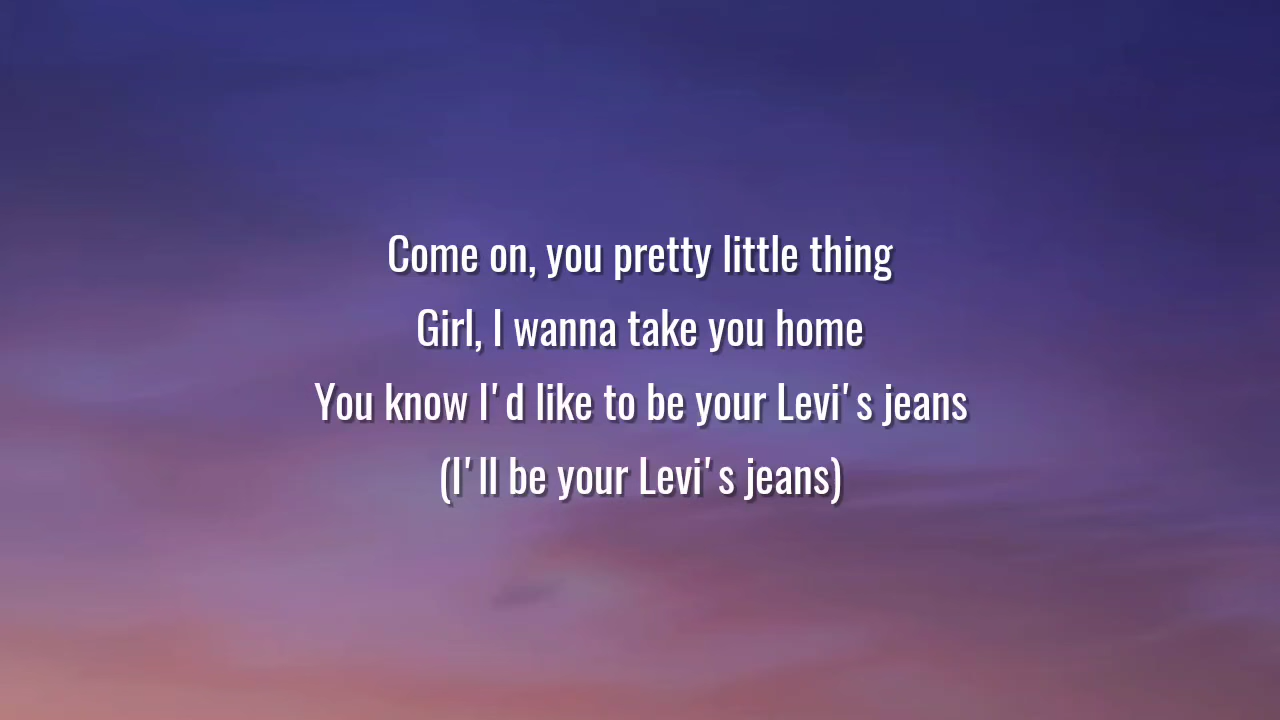 Come on, you pretty little thing
Girl, I wanna take you home
You know I'd like to be your Levi's jeans
(I'll be your Levi's jeans)